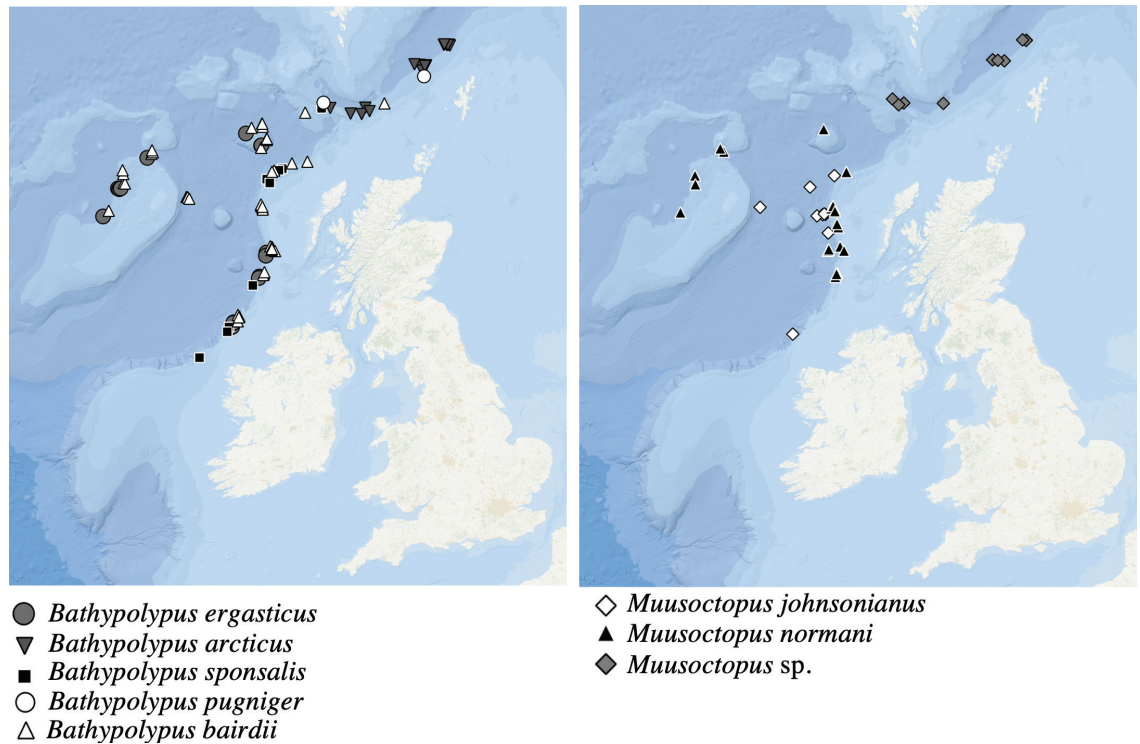 Bathypolypus ergasticus
Bathypolypus arcticus
Bathypolypus sponsalis
Bathypolypus pugniger
Bathypolypus bairdii
Muusoctopus johnsonianus
Muusoctopus normani
Muusoctopus sp.